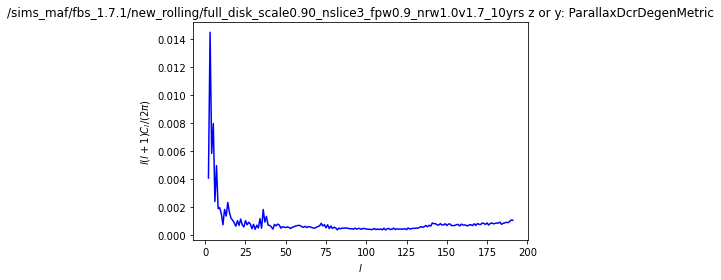 /sims_maf/fbs_1.7.1/new_rolling/full_disk_scale0.90_nslice3_fpw0.9_nrw1.0v1.7_10yrs z or y: ParallaxDcrDegenMetric
0.014
0.012
0.010
0.008
0.006
0.004
0.002
0.000
l(l + 1)C_l/(2π)
0 25 50 75 100 125 150 175 200
l